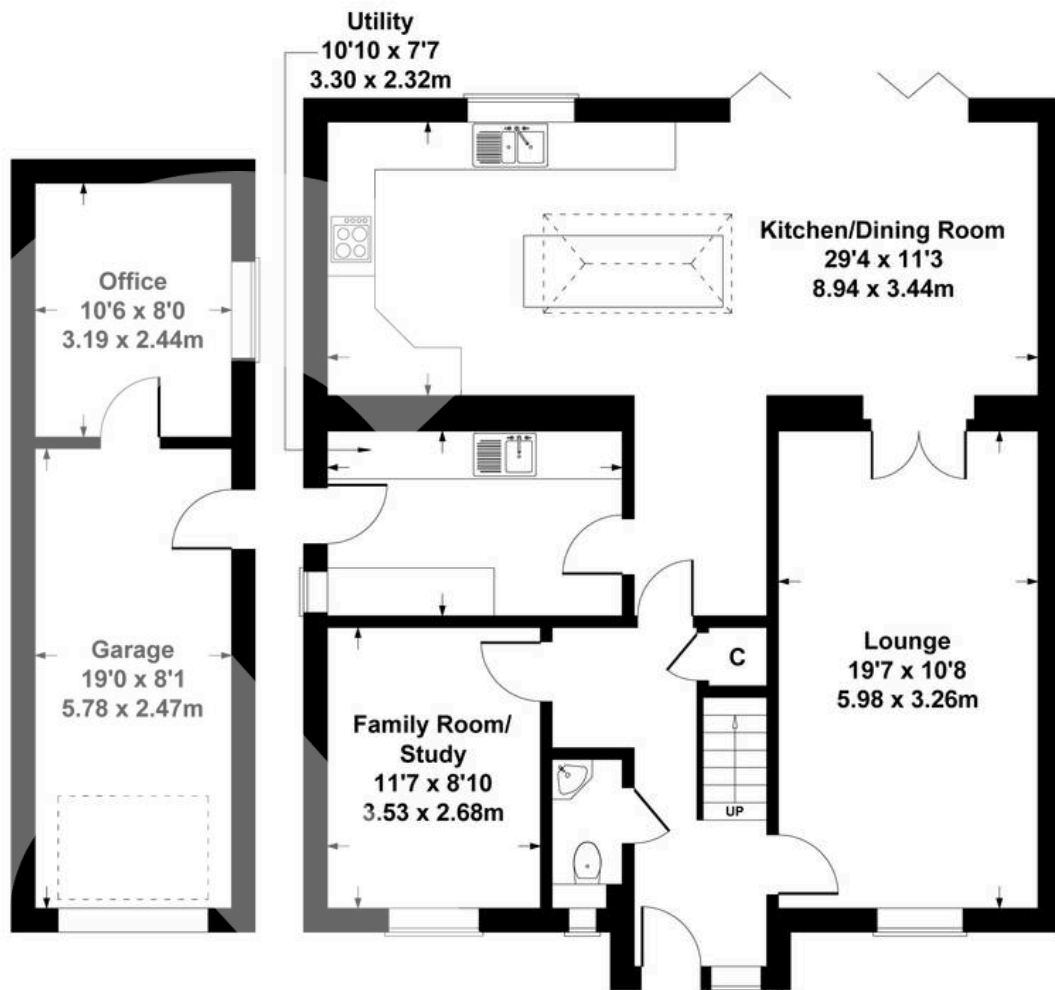 Utility
10'10 x 7'7
3.30 x 2.32m
Kitchen/Dining Room
29'4 x 11'3
8.94 x 3.44m
Office
10'6 x 8'0
3.19 x 2.44m
Garage
19'0 x 8'1
5.78 x 2.47m
Family Room/
Study
11'7 x 8'10
3.53 x 2.68m
C
UP
Lounge
19'7 x 10'8
5.98 x 3.26m